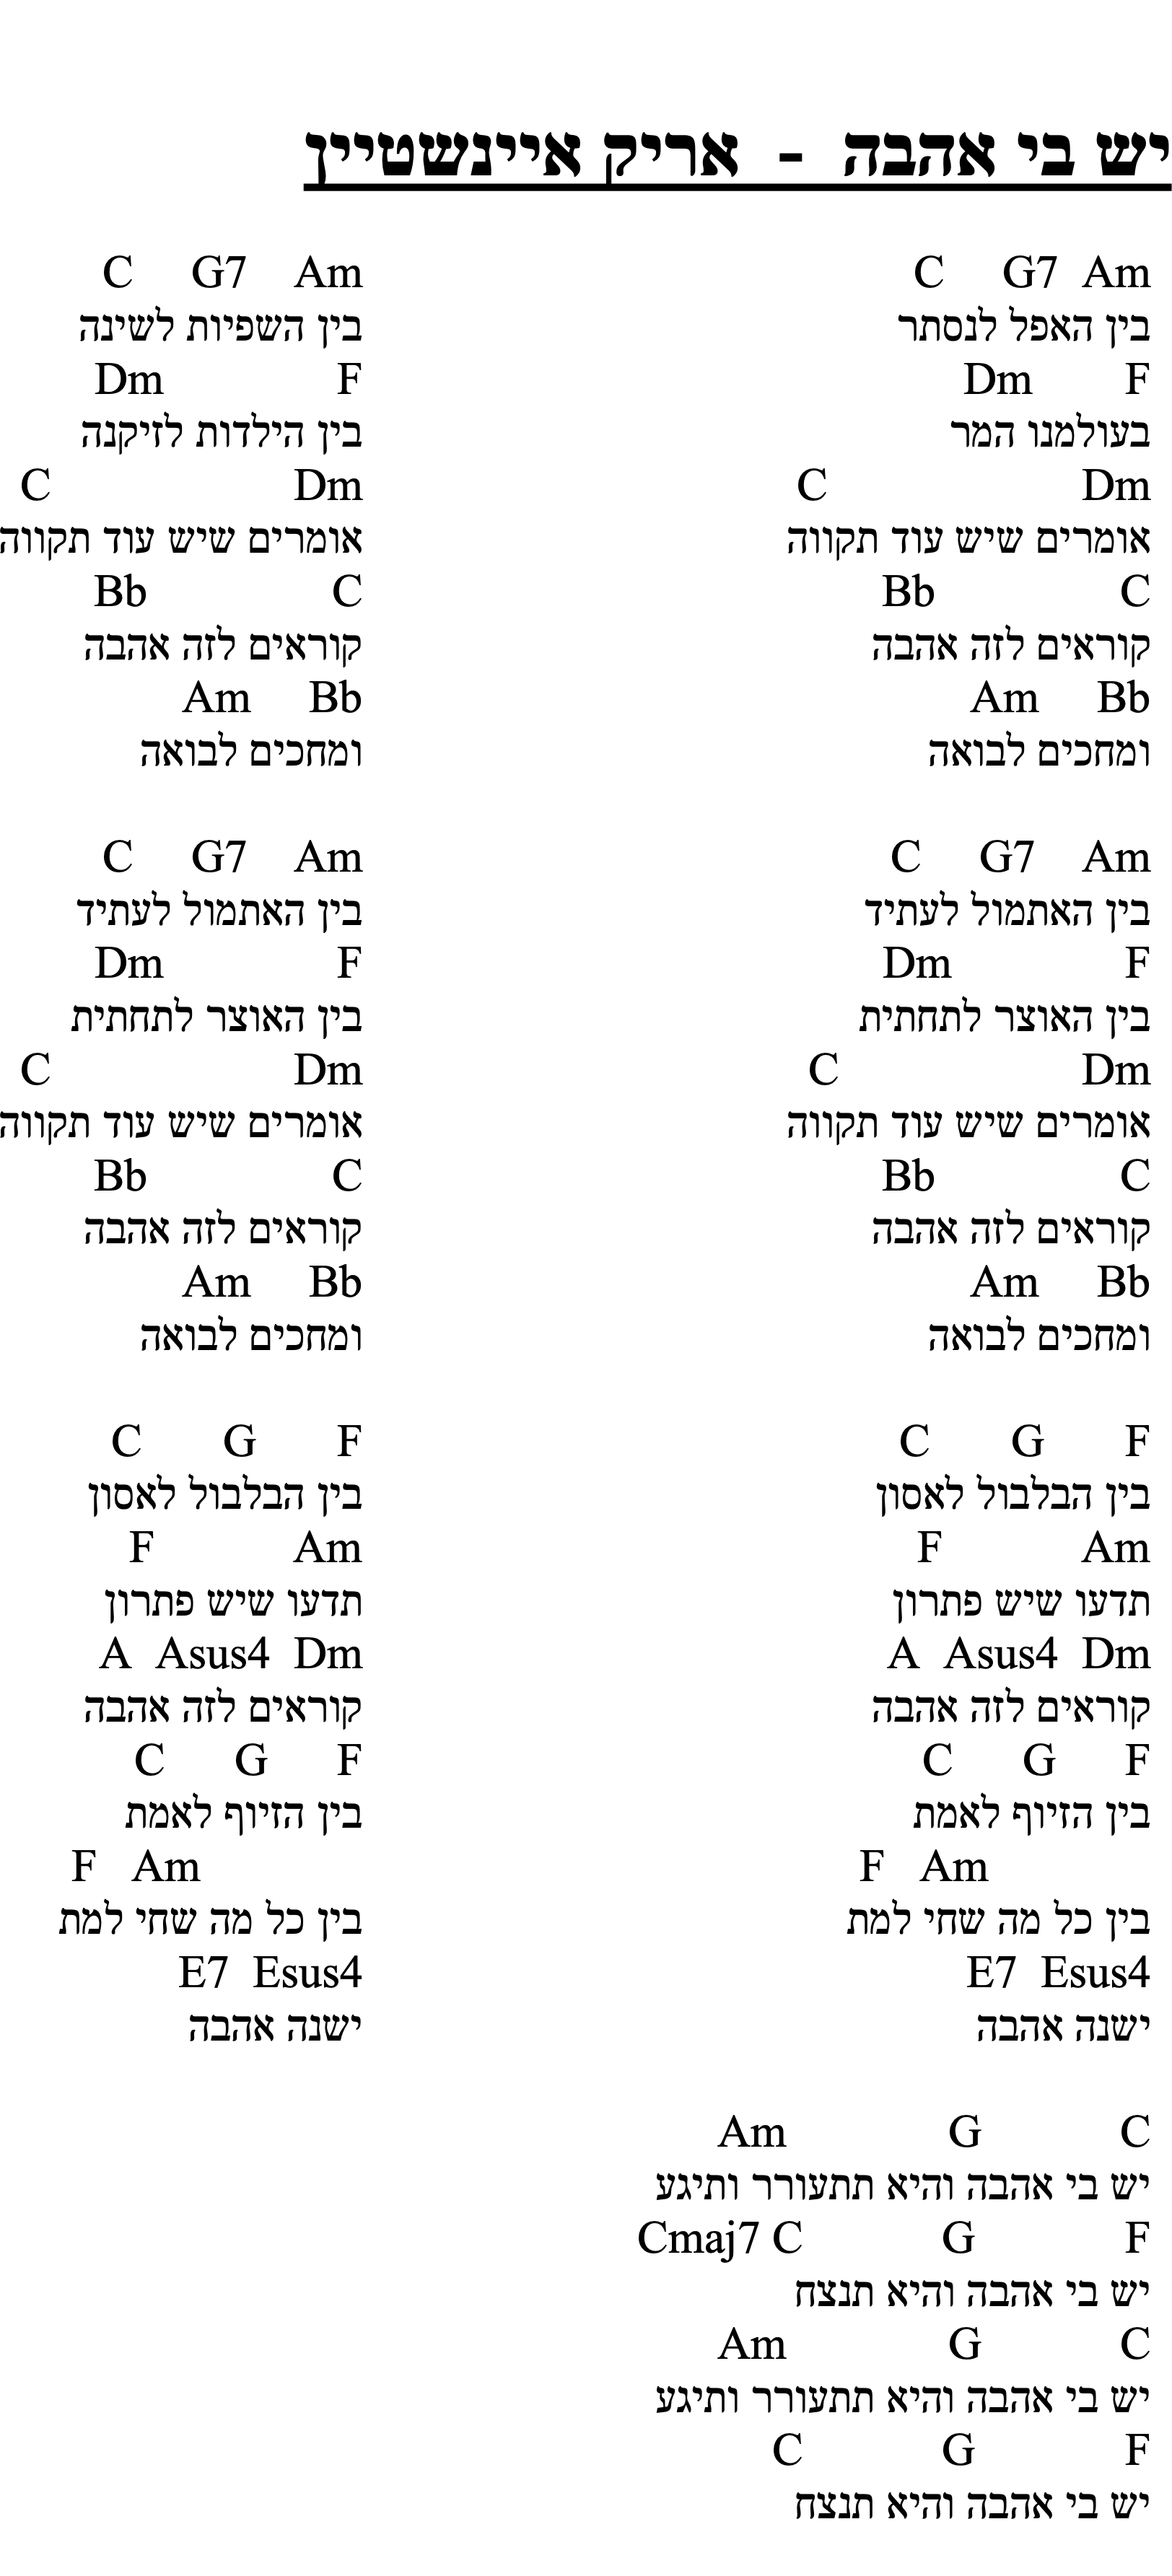 יש בי אהבה - אריק איינשטיין
C G7 Am
בין האפל לנסתר
Dm F
בעולמנו המר
C Dm
אומרים שיש עוד תקווה
Bb C
קוראים לזה אהבה
Am Bb
ומחכים לבואה
C G7 Am
בין האתמול לעתיד
Dm F
בין האוצר לתחתית
C Dm
אומרים שיש עוד תקווה
Bb C
קוראים לזה אהבה
Am Bb
ומחכים לבואה
C G F
בין הבלבול לאסון
F Am
תדעו שיש פתרון
A Asus4 Dm
קוראים לזה אהבה
C G F
בין הזיוף לאמת
F Am
בין כל מה שחי למת
E7 Esus4
ישנה אהבה
Am G C
יש בי אהבה והיא תתעורר ותיגע
Cmaj7 C G F
יש בי אהבה והיא תנצח
Am G C
יש בי אהבה והיא תתעורר ותיגע
C G F
יש בי אהבה והיא תנצח
C G7 Am
בין השפיות לשינה
Dm F
בין הילדות לזיקנה
C Dm
אומרים שיש עוד תקווה
Bb C
קוראים לזה אהבה
Am Bb
ומחכים לבואה
C G7 Am
בין האתמול לעתיד
Dm F
בין האוצר לתחתית
C Dm
אומרים שיש עוד תקווה
Bb C
קוראים לזה אהבה
Am Bb
ומחכים לבואה
C G F
בין הבלבול לאסון
F Am
תדעו שיש פתרון
A Asus4 Dm
קוראים לזה אהבה
C G F
בין הזיוף לאמת
F Am
בין כל מה שחי למת
E7 Esus4
ישנה אהבה